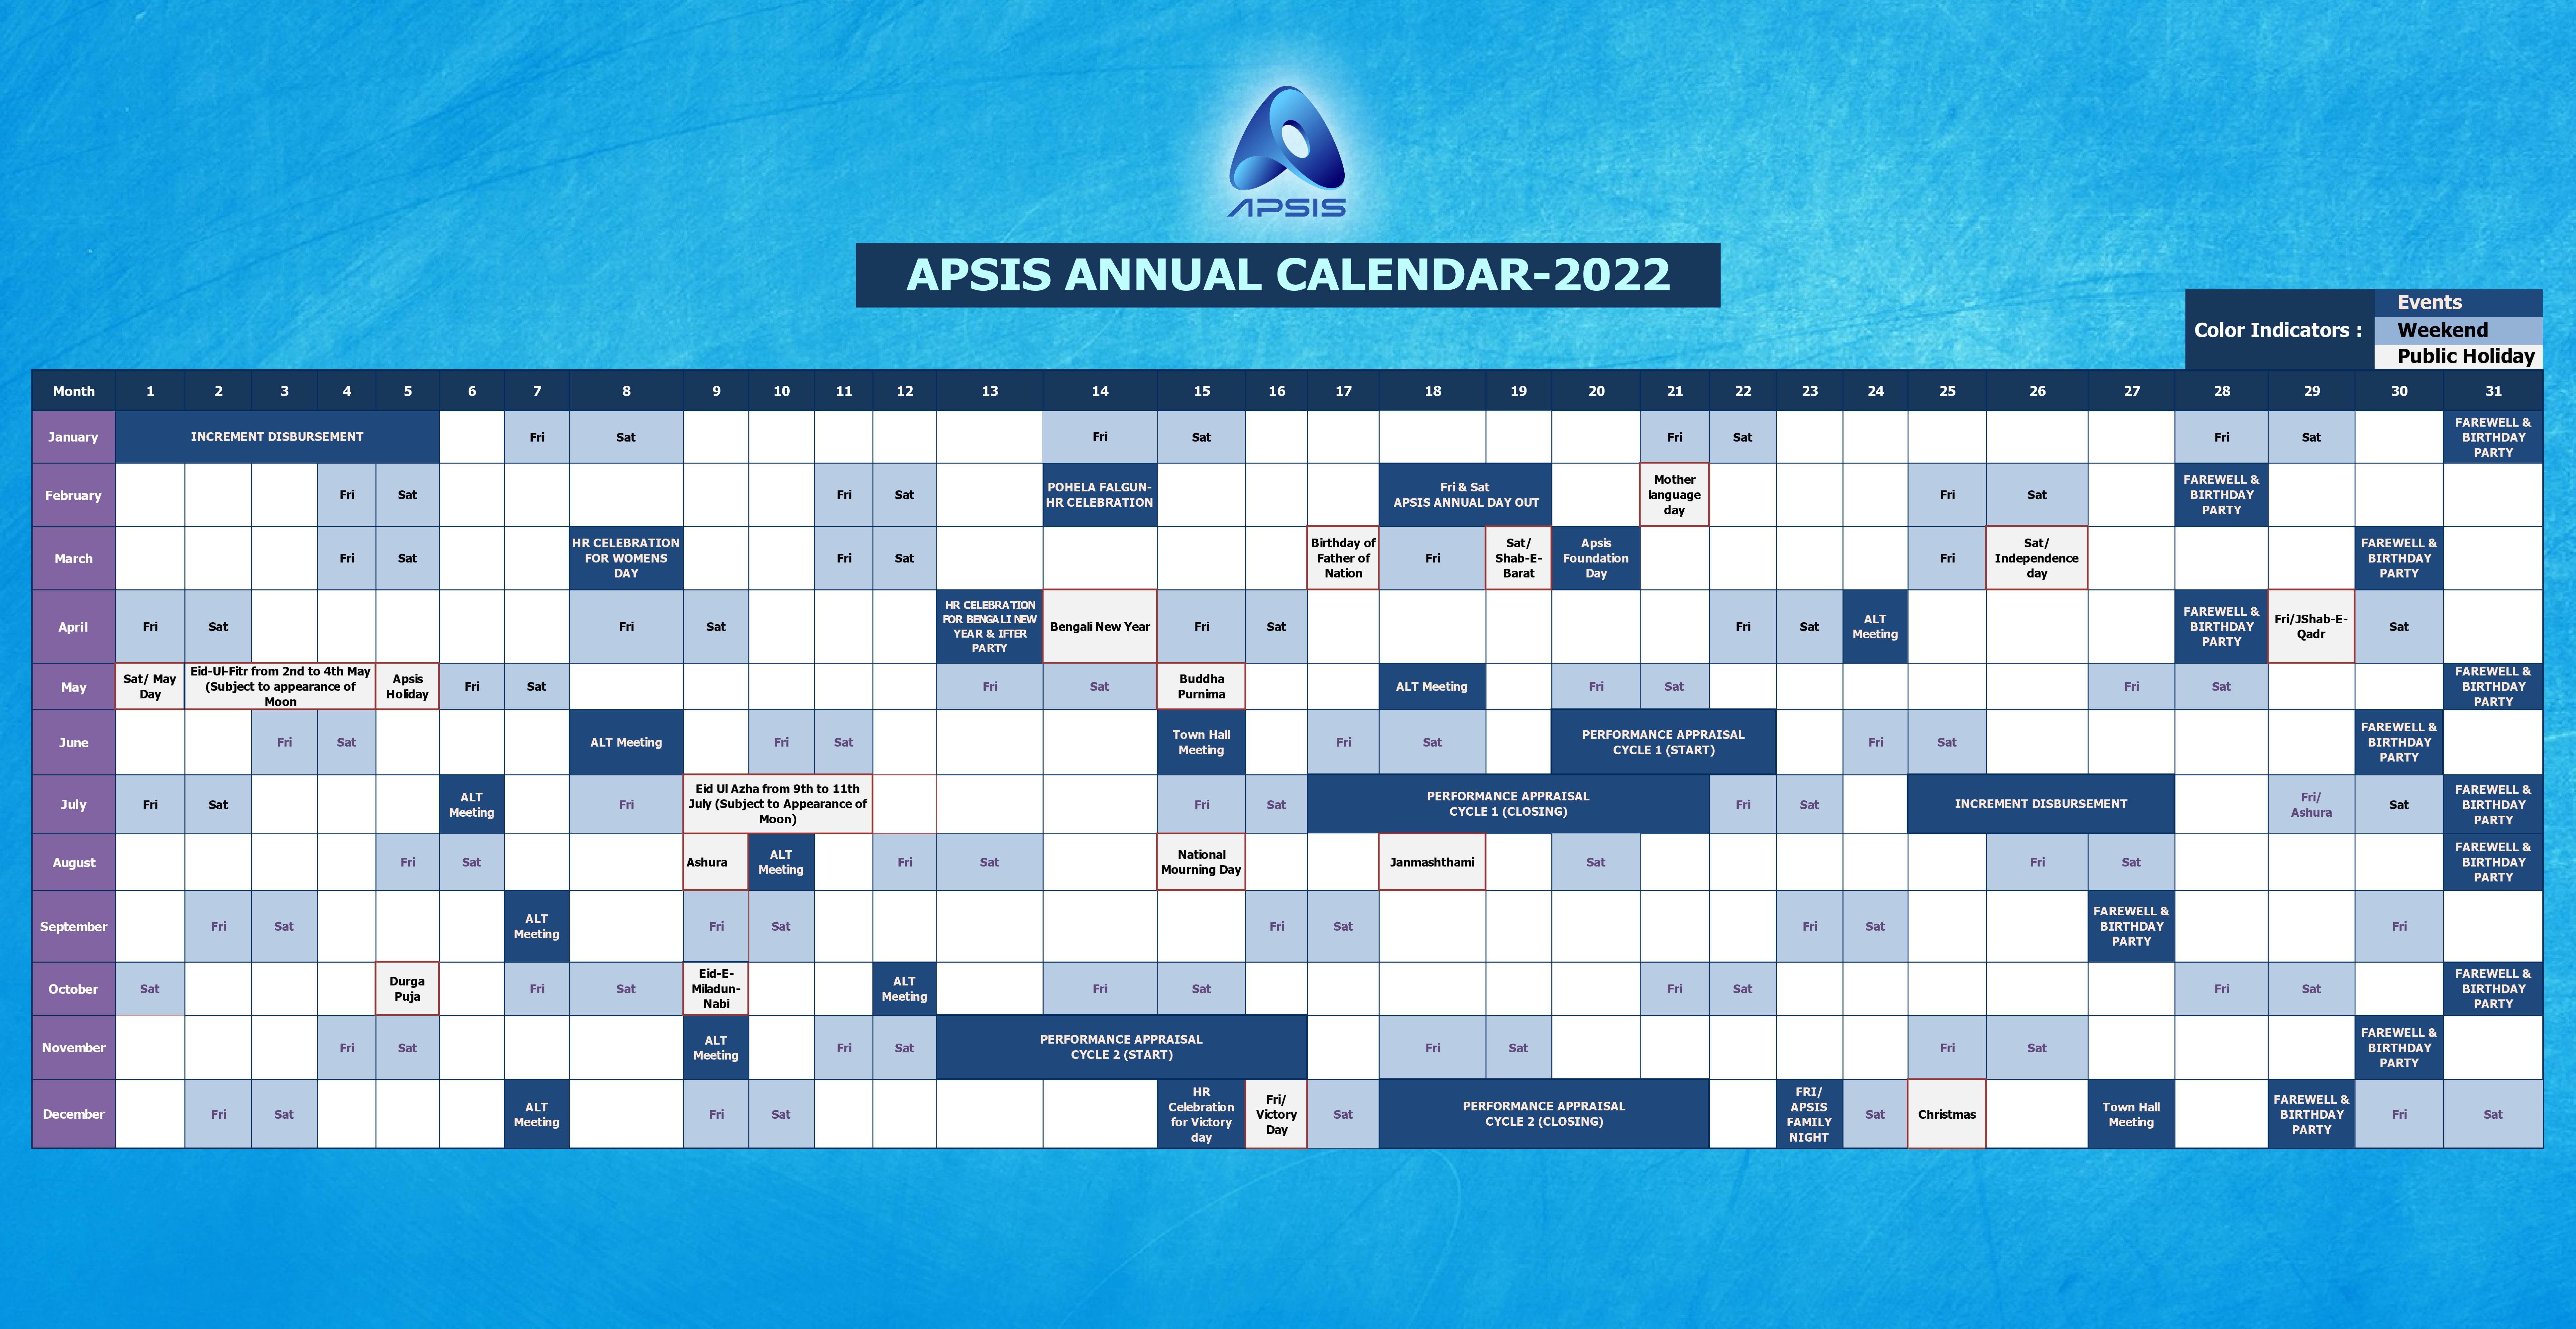 APSIS
APSIS ANNUAL CALENDAR-2022
Color Indicators :
Events
Weekend
Public Holiday
Month 1 2 3 4 5 6 7 8 9 10 11 12 13 14 15 16 17 18 19 20 21 22 23 24 25 26 27 28 29 30 31
January
INCREMENT DISBURSEMENT
Fri
Sat
Fri
Sat
Fri
Sat
Fri
Sat
FAREWELL &
BIRTHDAY
PARTY
February
Fri
Sat
Fri
Sat
POHELA FALGUN-
HR CELEBRATION
Fri & Sat
APSIS ANNUAL DAY OUT
Mother
language
day
Fri
Sat
FAREWELL &
BIRTHDAY
PARTY
March
Fri
Sat
HR CELEBRATION
FOR WOMENS
DAY
Fri
Sat
Birthday of
Father of
Nation
Fri
Sat/
Shab-E-
Barat
Apsis
Foundation
Day
Fri
Sat/
Independence
day
FAREWELL &
BIRTHDAY
PARTY
April
Fri
Sat
Fri
Sat
HR CELEBRATION
FOR BENGALI NEW
YEAR & IFTER
PARTY
Bengali New Year
Fri
Sat
Fri
Sat
ALT
Meeting
FAREWELL &
BIRTHDAY
PARTY
Fri/JShab-E-
Qadr
Sat
May
Sat/ May
Day
Eid-Ul-Fitr from 2nd to 4th May
(Subject to appearance of
Moon
Apsis
Holiday
Fri
Sat
Fri
Sat
Buddha
Purnima
ALT Meeting
Fri
Sat
Fri
Sat
FAREWELL &
BIRTHDAY
PARTY
June
Fri
Sat
ALT Meeting
Fri
Sat
Town Hall
Meeting
Fri
Sat
PERFORMANCE APPRAISAL
CYCLE 1 (START)
Fri
Sat
FAREWELL &
BIRTHDAY
PARTY
July
Fri
Sat
ALT
Meeting
Fri
Eid Ul Azha from 9th to 11th
July (Subject to Appearance of
Moon)
Fri
Sat
PERFORMANCE APPRAISAL
CYCLE 1 (CLOSING)
Fri
Sat
INCREMENT DISBURSEMENT
Fri/
Ashura
Sat
FAREWELL &
BIRTHDAY
PARTY
August
Fri
Sat
Ashura
ALT
Meeting
Fri
Sat
National
Mourning Day
Janmashthami
Sat
Fri
Sat
FAREWELL &
BIRTHDAY
PARTY
September
Fri
Sat
ALT
Meeting
Fri
Sat
Fri
Sat
Fri
Sat
FAREWELL &
BIRTHDAY
PARTY
Fri
October
Sat
Durga
Puja
Fri
Sat
Eid-E-
Miladun-
Nabi
ALT
Meeting
Fri
Sat
Fri
Sat
Fri
Sat
FAREWELL &
BIRTHDAY
PARTY
November
Fri
Sat
ALT
Meeting
Fri
Sat
PERFORMANCE APPRAISAL
CYCLE 2 (START)
Fri
Sat
Fri
Sat
FAREWELL &
BIRTHDAY
PARTY
December
Fri
Sat
ALT
Meeting
Fri
Sat
HR
Celebration
for Victory
day
Fri/
Victory
Day
Sat
PERFORMANCE APPRAISAL
CYCLE 2 (CLOSING)
FRI/
APSIS
FAMILY
NIGHT
Sat
Christmas
Town Hall
Meeting
FAREWELL &
BIRTHDAY
PARTY
Fri
Sat